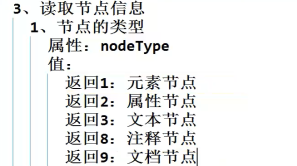 3、读取节点信息
1、节点的类型
属性：nodeType
值：
返回1：元素节点
返回2：属性节点
返回3：文本节点
返回8：注释节点
返回9：文档节点